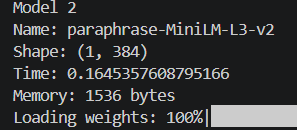 Model 2
Name: paraphrase-MiniLM-L3-v2
Shape: (1, 384)
Time: 0.1645357608795166
Memory: 1536 bytes
Loading weights: 100%|